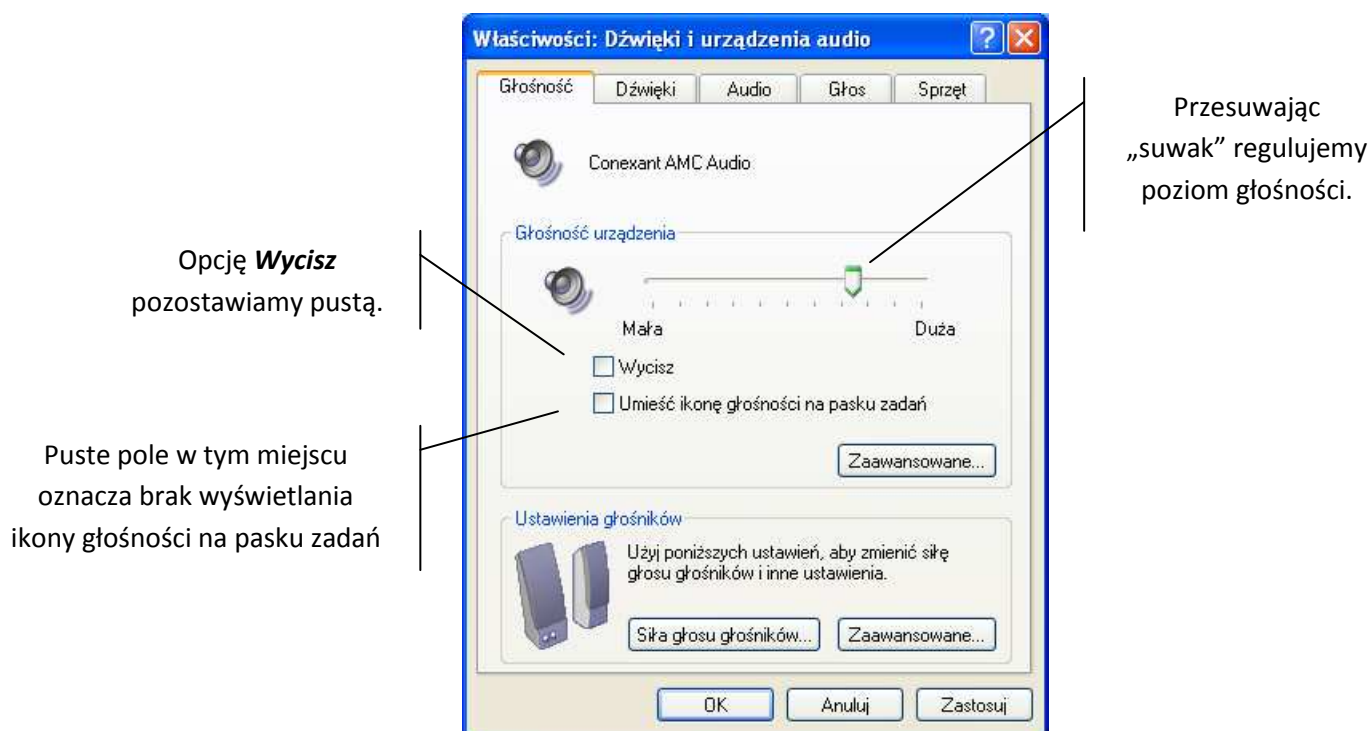 Właściwości: Dźwięki i urządzenia audio
Głośność Dźwięki Audio Głos Sprzęt
Conexant AMC Audio
Przesuwając
„suwak” regulujemy
poziom głośności.
Głośność urządzenia
Mała Duża
Opcję Wycisz
pozostawiamy pustą.
Wycisz
Umieść ikonę głośności na pasku zadań
Zaawansowane...
Puste pole w tym miejscu
oznacza brak wyświetlania
ikony głośności na pasku zadań
Ustawienia głośników
Użyj poniższych ustawień, aby zmienić siłę
głosu głośników i inne ustawienia.
Siła głosu głośników... Zaawansowane...
OK Anuluj Zastosuj